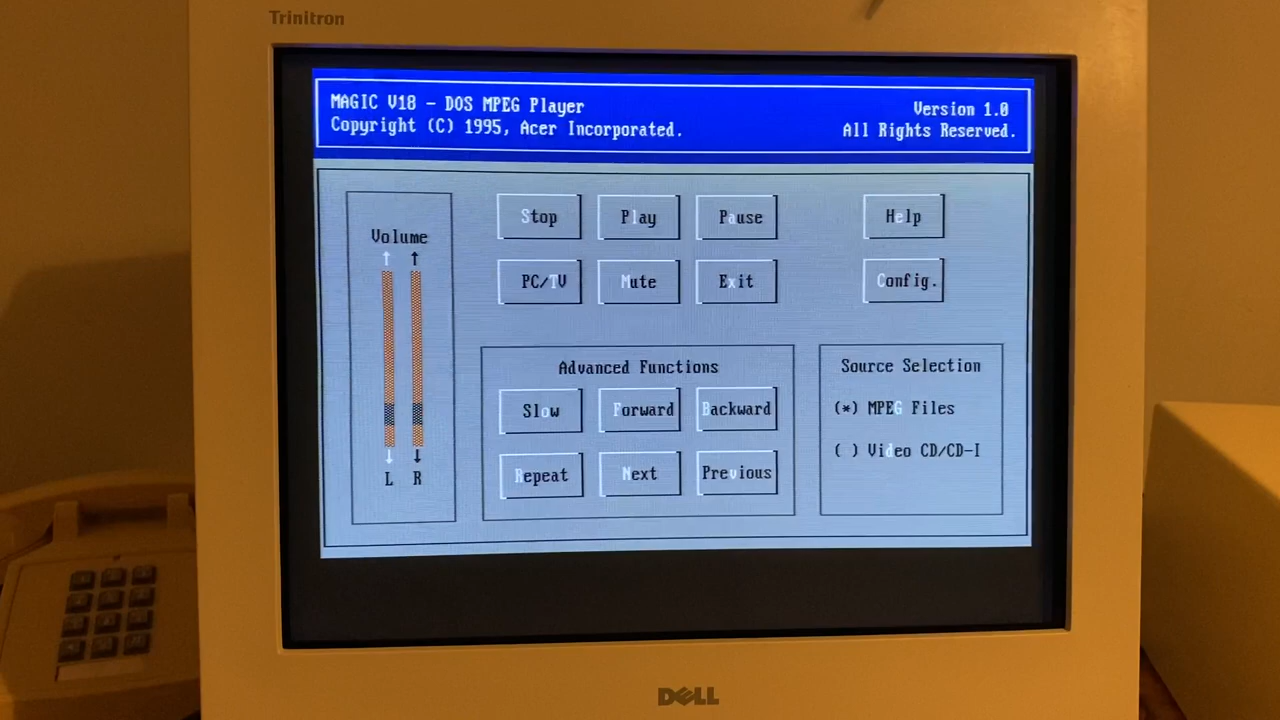 Trinitron
MAGIC V18 - DOS MPEG Player
Version 1.0
Copyright (C) 1995, Acer Incorporated.
All Rights Reserved.
Volume
↑ ↑
↓ ↓
L R
Stop Play Pause
Help
PC/TV Mute Exit
Config.
Advanced Functions
Slow Forward Backward
Repeat Next Previous
Source Selection
(*) MPEG Files
( ) Video CD/CD-I
DELL